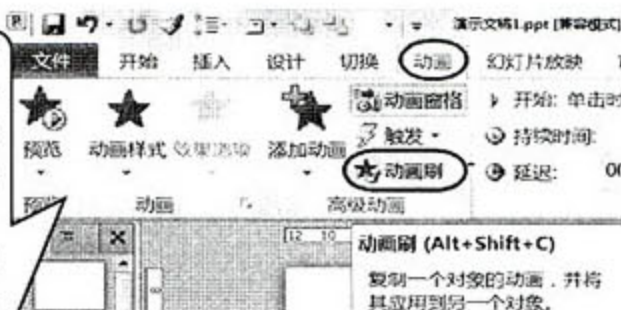 演示文稿1.ppt [兼容模式]
文件 开始 插入 设计 切换 动画 幻灯片放映
预览 动画样式 效果选项 添加动画 动画窗格 触发 动画刷
开始: 单击时
持续时间:
延迟: 00
预览 动画 高级动画
12 10
动画刷 (Alt+Shift+C)
复制一个对象的动画，并将
其应用到另一个对象。